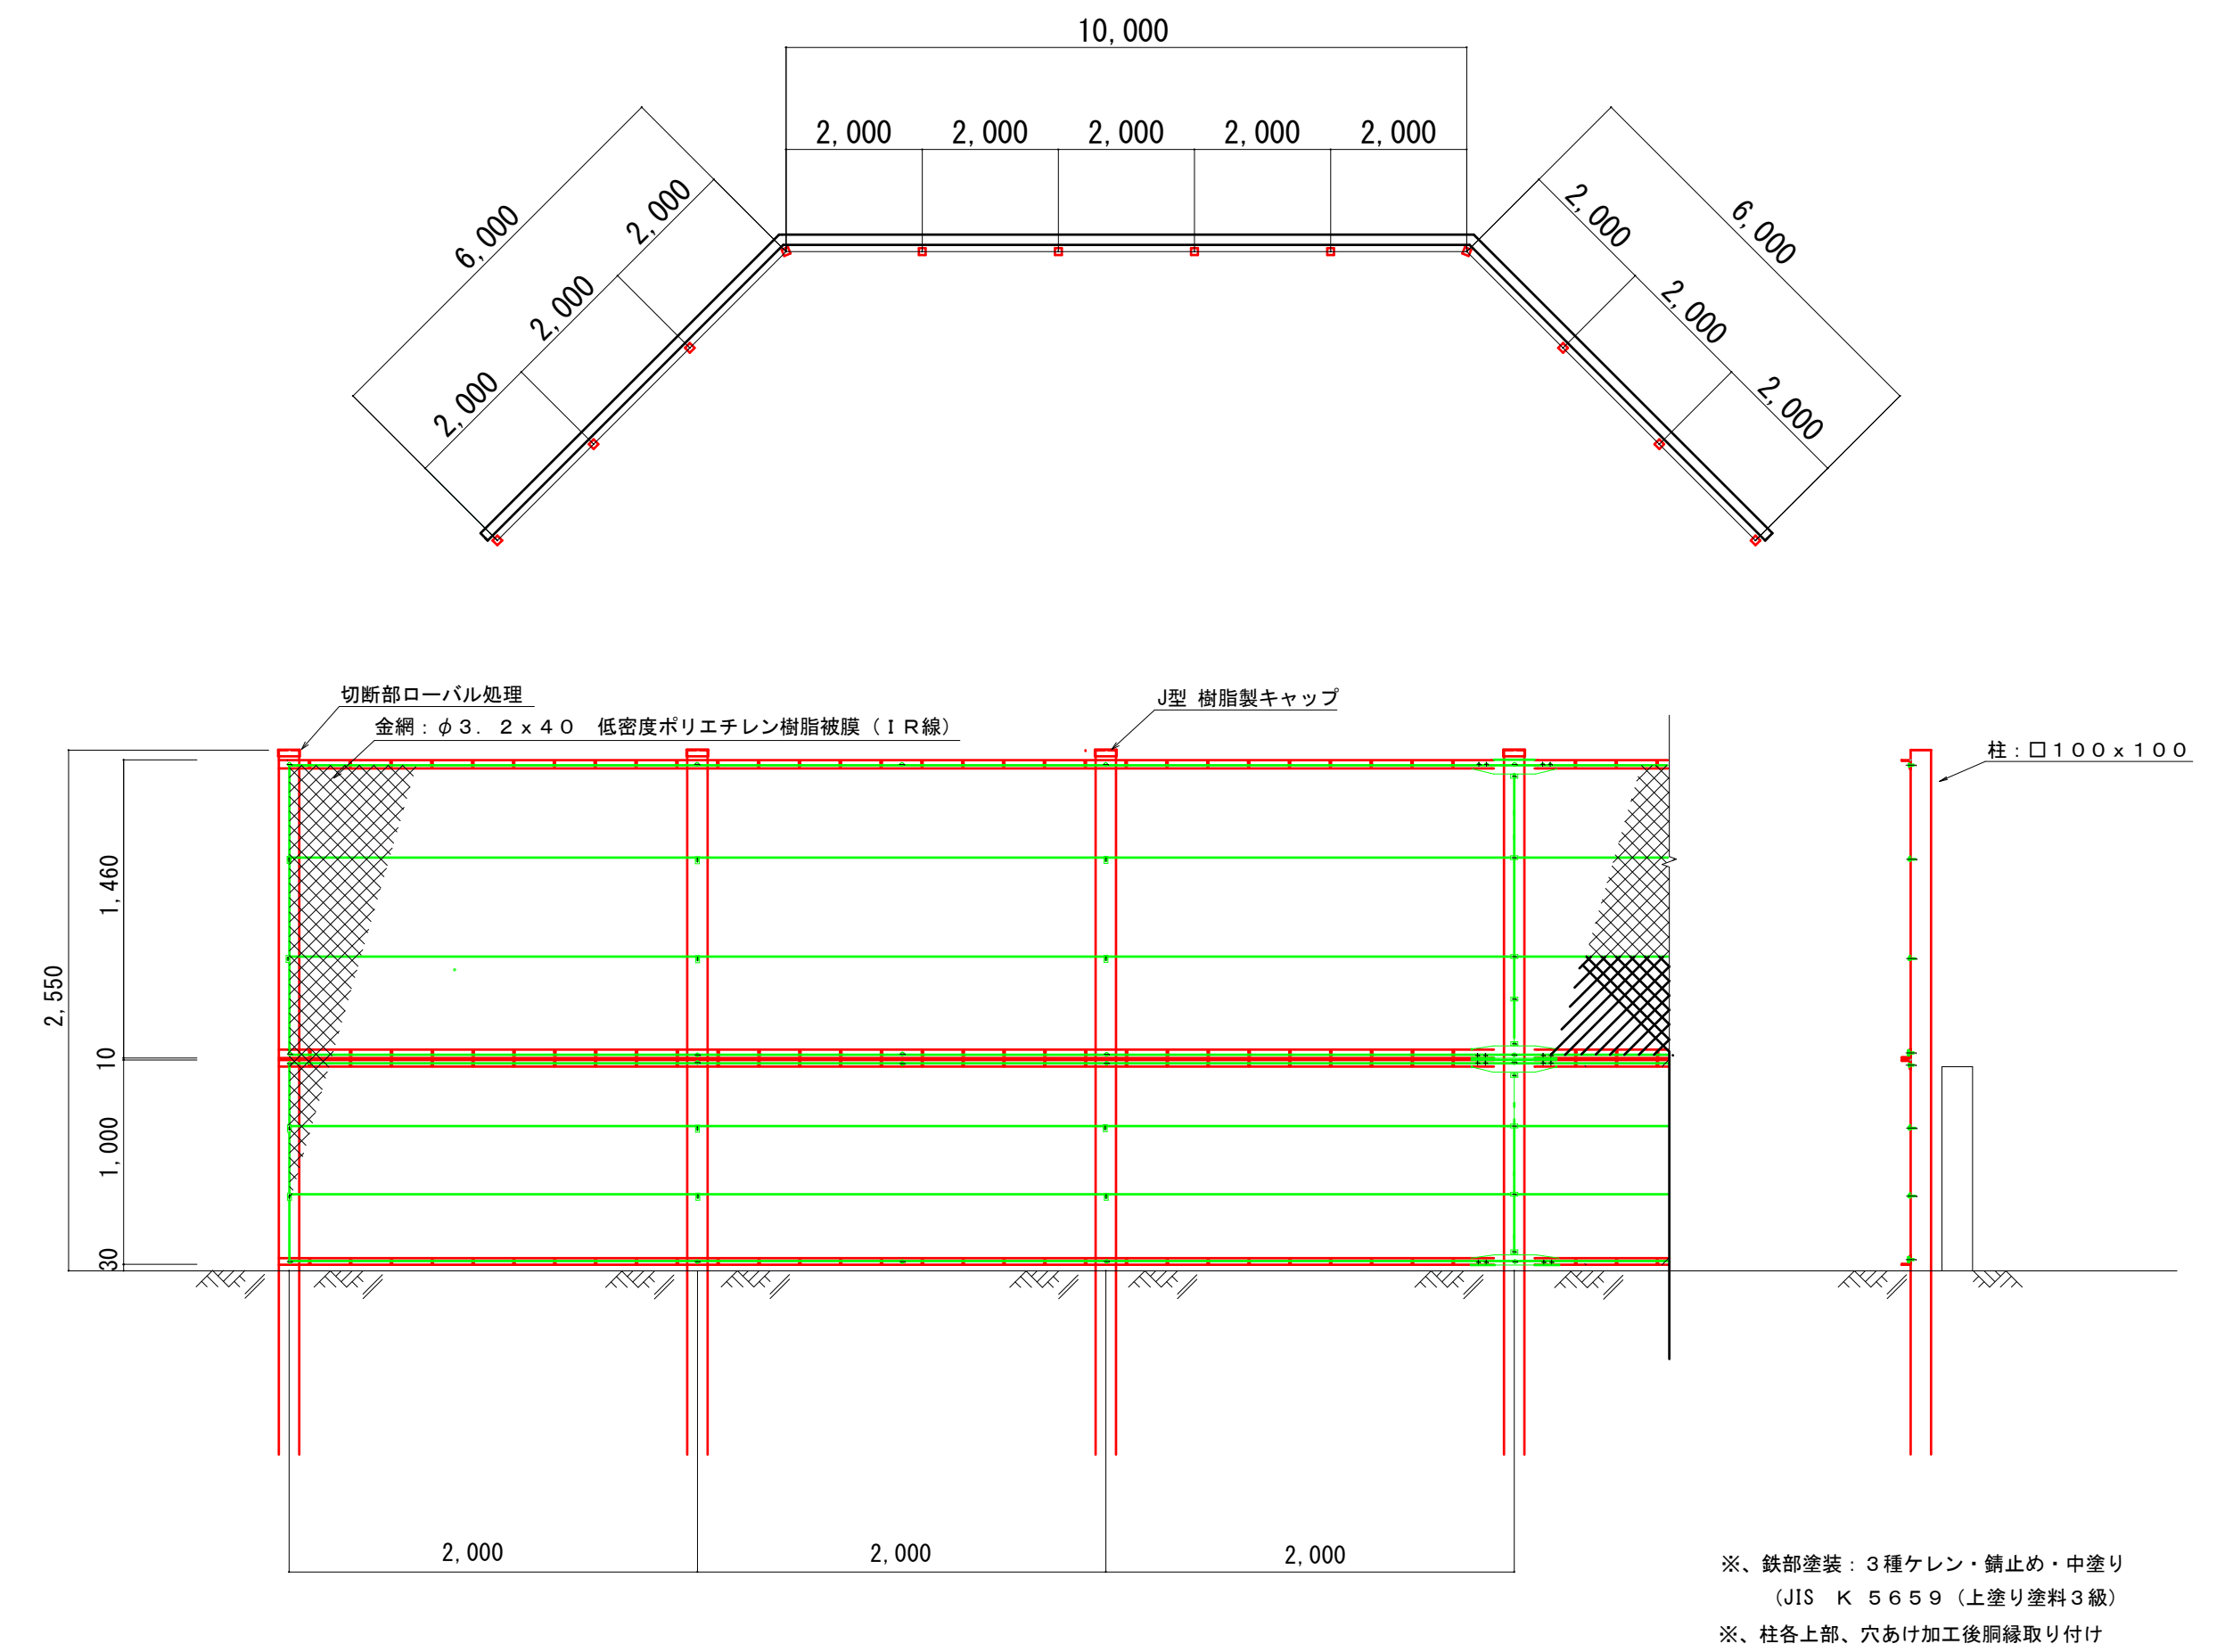 10,000
2,000 2,000 2,000 2,000 2,000
6,000
2,000
2,000
2,000
6,000
2,000
2,000
2,000
切断部ローバル処理
金網：φ３．２ｘ４０　低密度ポリエチレン樹脂被膜（ＩＲ線）
J型 樹脂製キャップ
柱：□１００ｘ１００
2,550
1,460
10
1,000
30
2,000 2,000 2,000
※、鉄部塗装：３種ケレン・錆止め・中塗り
（JIS　Ｋ ５６５９（上塗り塗料３級）
※、柱各上部、穴あけ加工後胴縁取り付け